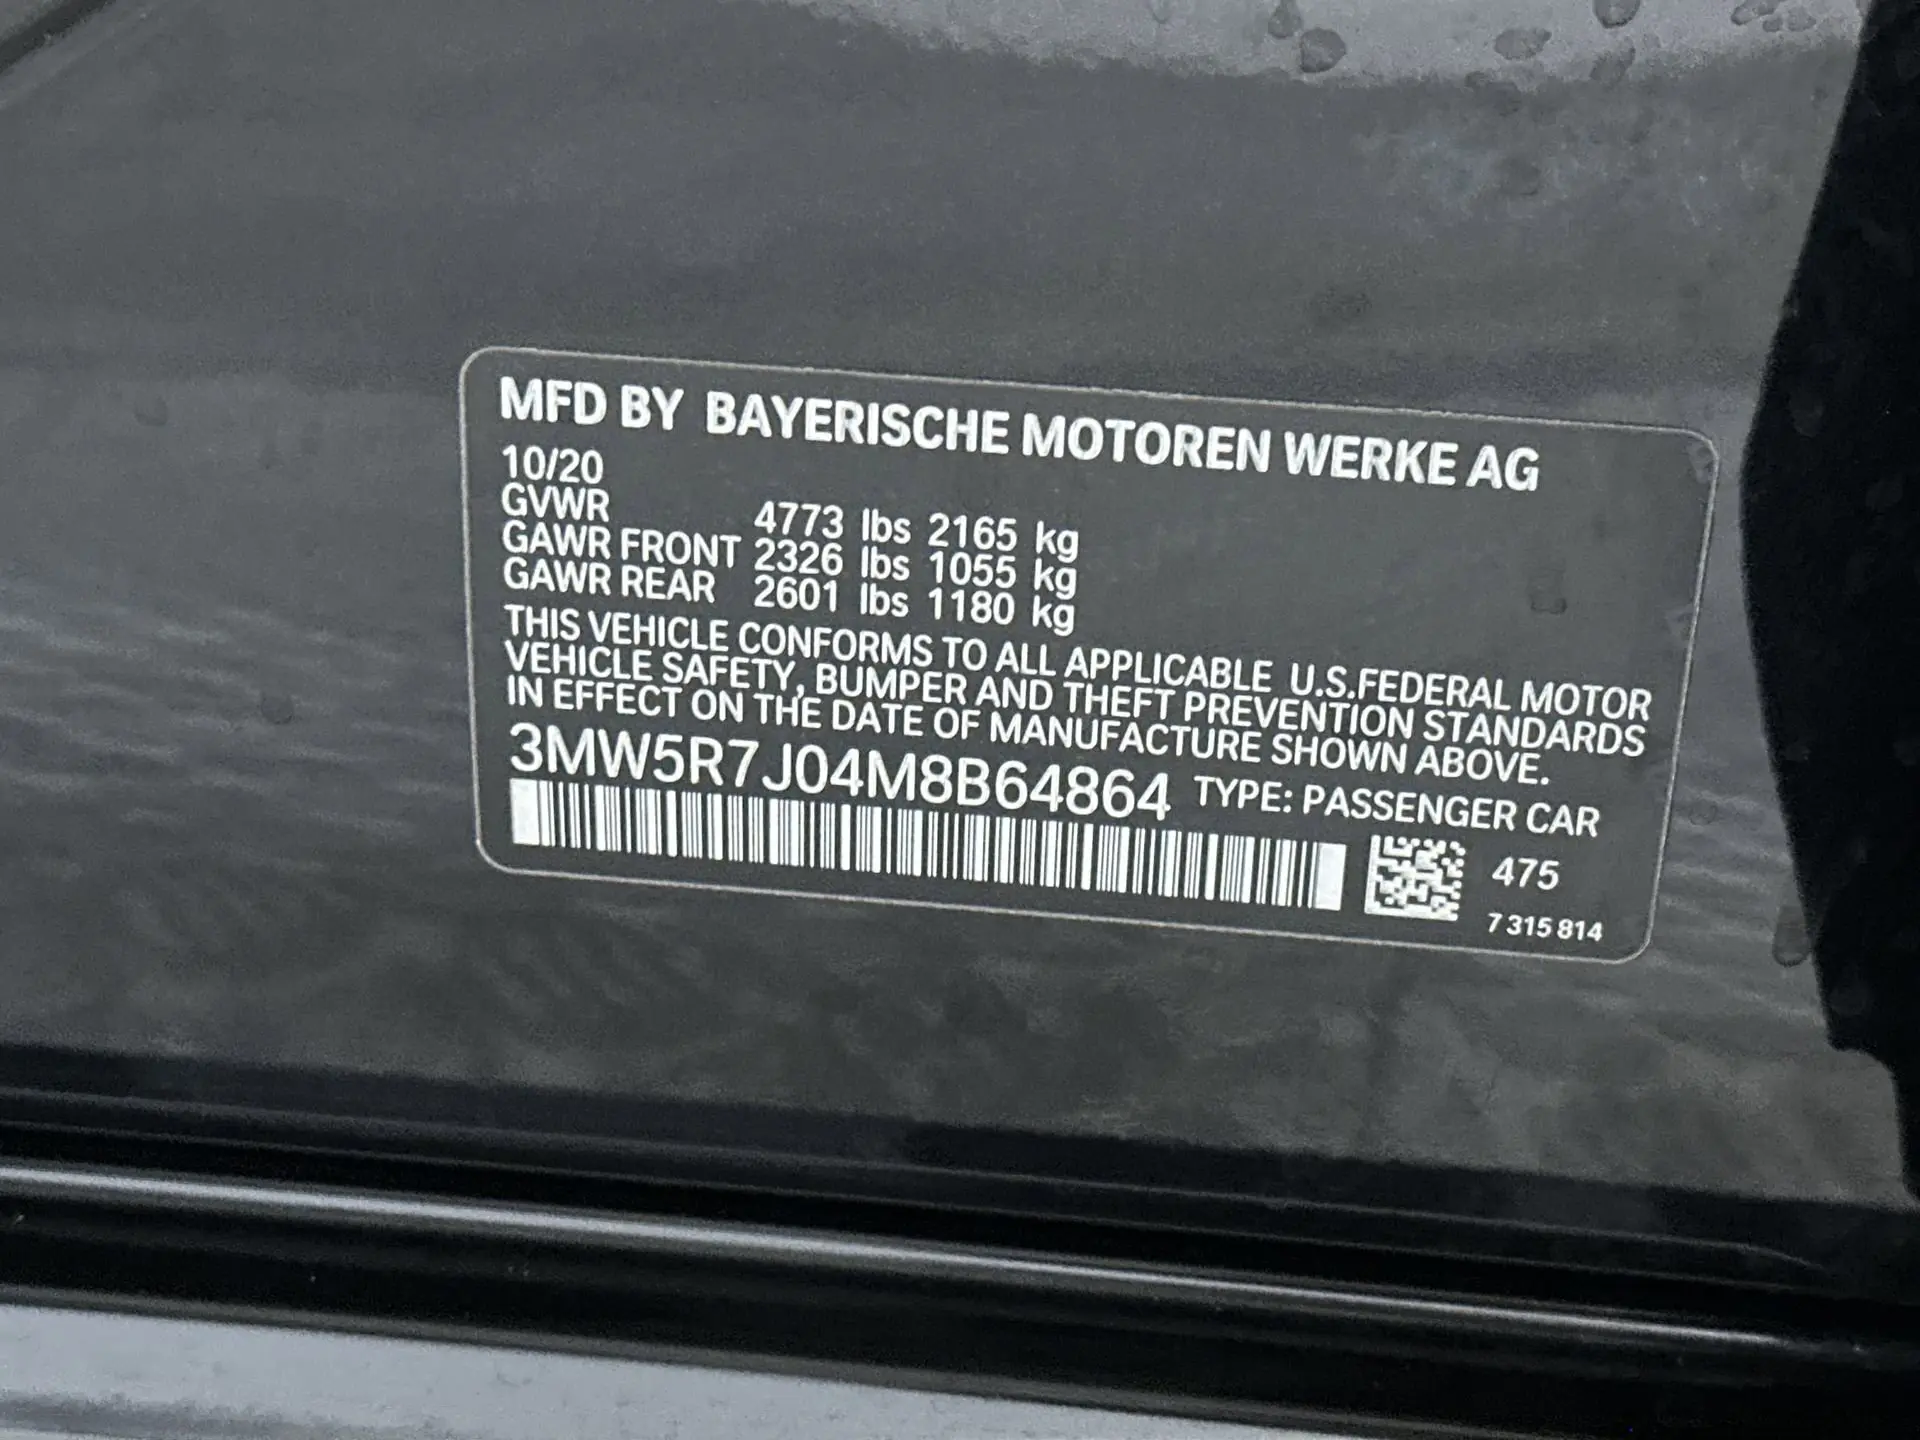 MFD BY BAYERISCHE MOTOREN WERKE AG
10/20
GVWR 4773 lbs 2165 kg
GAWR FRONT 2326 lbs 1055 kg
GAWR REAR 2601 lbs 1180 kg
THIS VEHICLE CONFORMS TO ALL APPLICABLE U.S.FEDERAL MOTOR
VEHICLE SAFETY, BUMPER AND THEFT PREVENTION STANDARDS
IN EFFECT ON THE DATE OF MANUFACTURE SHOWN ABOVE.
3MW5R7J04M8B64864 TYPE: PASSENGER CAR
475
7 315 814